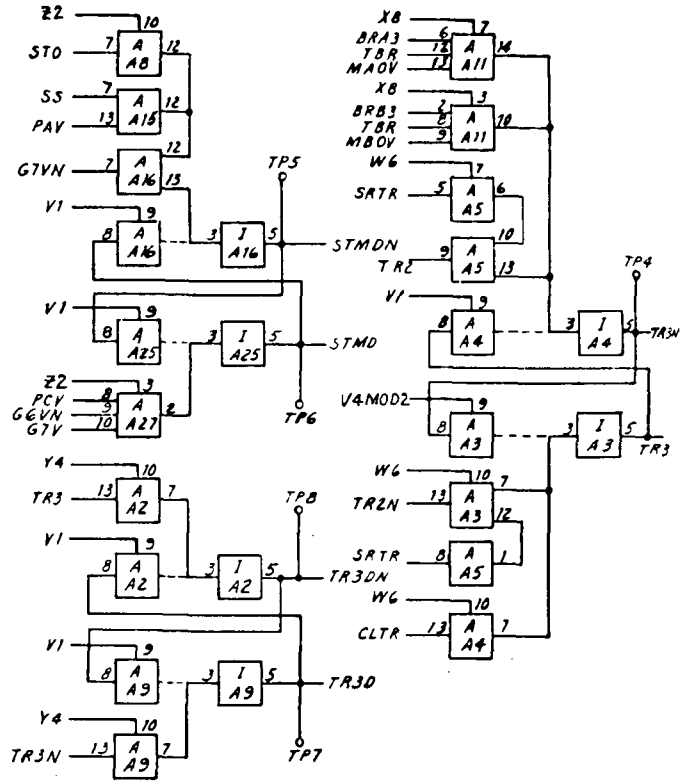 Z2
10
STO 7 A A8 12
SS 7
PAV 13 A A15 12
G7VN 7 A A16 12
13
V1 9
8 A A16 3 I A16 5 STMDN
TP5
V1 9
8 A A25 3 I A25 5 STMD
TP6
Z2 3
PCV 8
G6VN 9
G7V 10
A A27 2
Y4 10
TR3 13 A A2 7
V1 9
8 A A2 3 I A2 5 TR3DN
TP8
V1 9
8 A A9 3 I A9 5 TR3D
TP7
Y4 10
TR3N 13 A A9 7
X8 7
BRA3 6
TBR 12
MAOV 13
A A11 14
X8 3
BRB3 2
TBR 8
MBOV 9
A A11 10
W6 7
SRTR 5 A A5 6
TR2 9 A A5 10
13
V1 9
8 A A4 3 I A4 5 TR3N
TP4
V4MOD2 9
8 A A3 3 I A3 5 TR3
W6 10
TR2N 13 A A3 7
12
SRTR 8 A A5 1
W6 10
CLTR 13 A A4 7